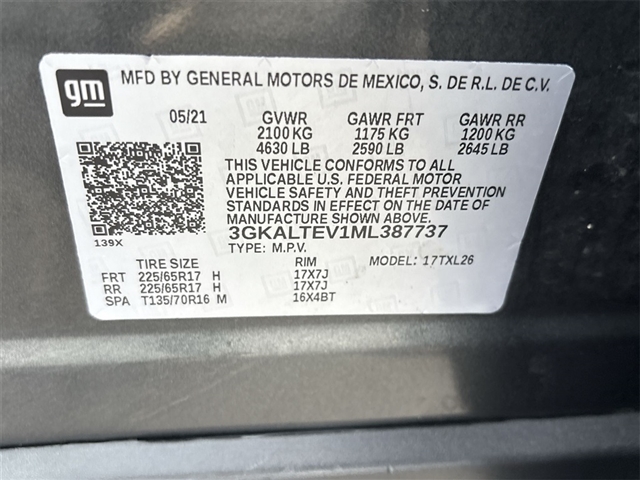 gm
MFD BY GENERAL MOTORS DE MEXICO, S. DE R.L. DE C.V.
05/21 GVWR GAWR FRT GAWR RR
2100 KG 1175 KG 1200 KG
4630 LB 2590 LB 2645 LB
THIS VEHICLE CONFORMS TO ALL
APPLICABLE U.S. FEDERAL MOTOR
VEHICLE SAFETY AND THEFT PREVENTION
STANDARDS IN EFFECT ON THE DATE OF
MANUFACTURE SHOWN ABOVE.
139X
3GKALTEV1ML387737
TYPE: M.P.V. MODEL: 17TXL26
TIRE SIZE RIM
FRT 225/65R17 H 17X7J
RR 225/65R17 H 17X7J
SPA T135/70R16 M 16X4BT